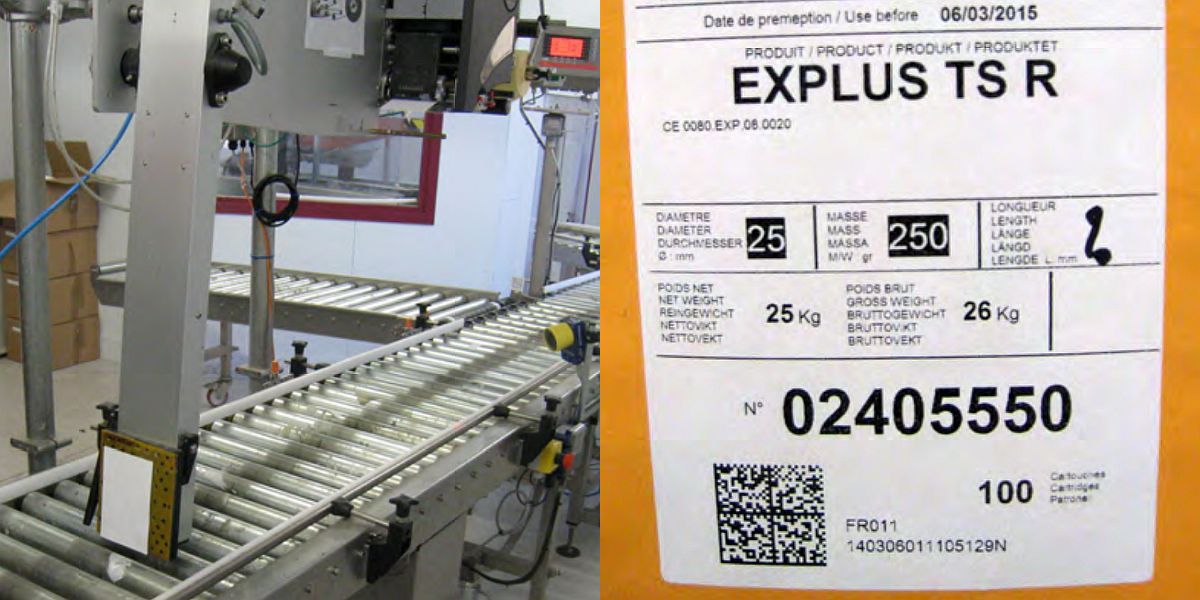 Date de premeption / Use before 06/03/2015
PRODUIT / PRODUCT / PRODUKT / PRODUKTET
EXPLUS TS R
CE 0080.EXP.06.0020
DIAMETRE
DIAMETER
DURCHMESSER
Ø : mm
25
MASSE
MASS
MASSA
M/W gr
250
LONGUEUR
LENGTH
LÄNGE
LÄNGD
LENGDE L mm
POIDS NET
NET WEIGHT
REINGEWICHT
NETTOVIKT
NETTOVEKT
25 Kg
POIDS BRUT
GROSS WEIGHT
BRUTTOGEWICHT
BRUTTOVIKT
BRUTTOVEKT
26 Kg
N° 02405550
100
Cartouches
Cartridges
Patroner
FR011
140306011105129N